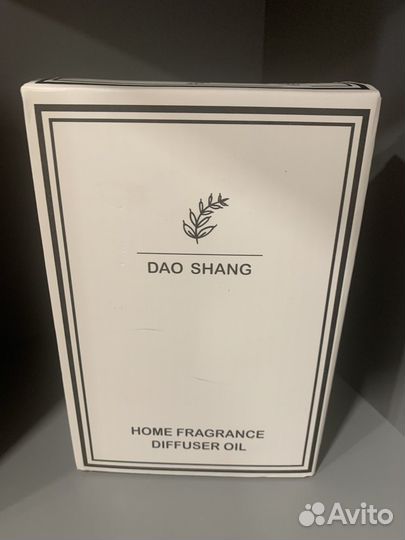 DAO SHANG
HOME FRAGRANCE
DIFFUSER OIL
Avito